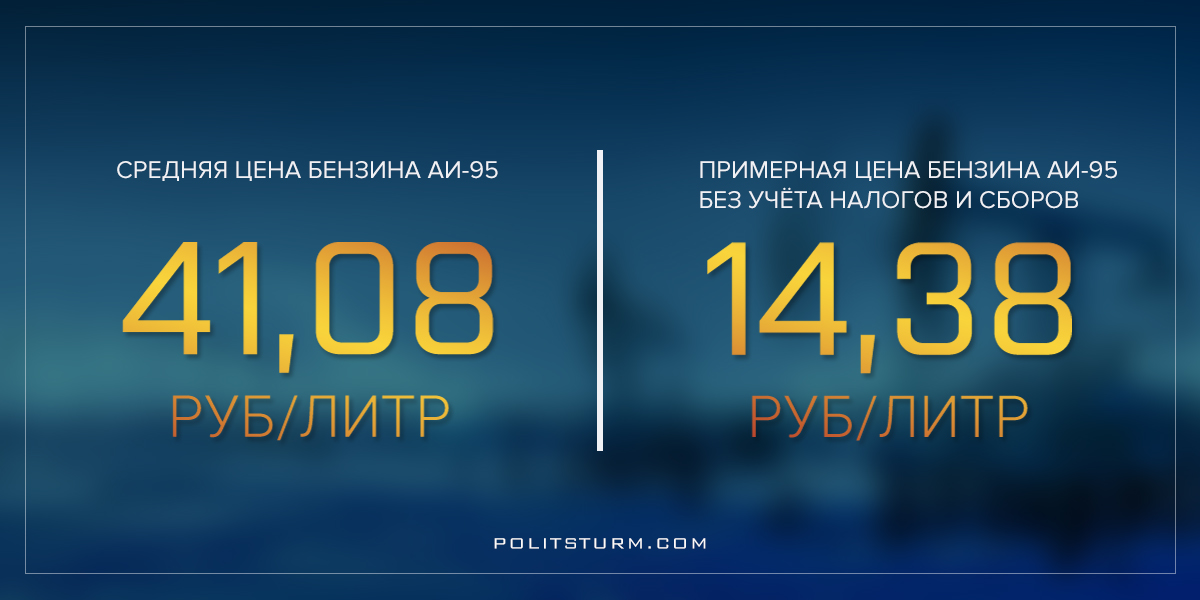 СРЕДНЯЯ ЦЕНА БЕНЗИНА АИ-95
41,08
РУБ/ЛИТР
ПРИМЕРНАЯ ЦЕНА БЕНЗИНА АИ-95
БЕЗ УЧЁТА НАЛОГОВ И СБОРОВ
14,38
РУБ/ЛИТР
POLITSTURM.COM